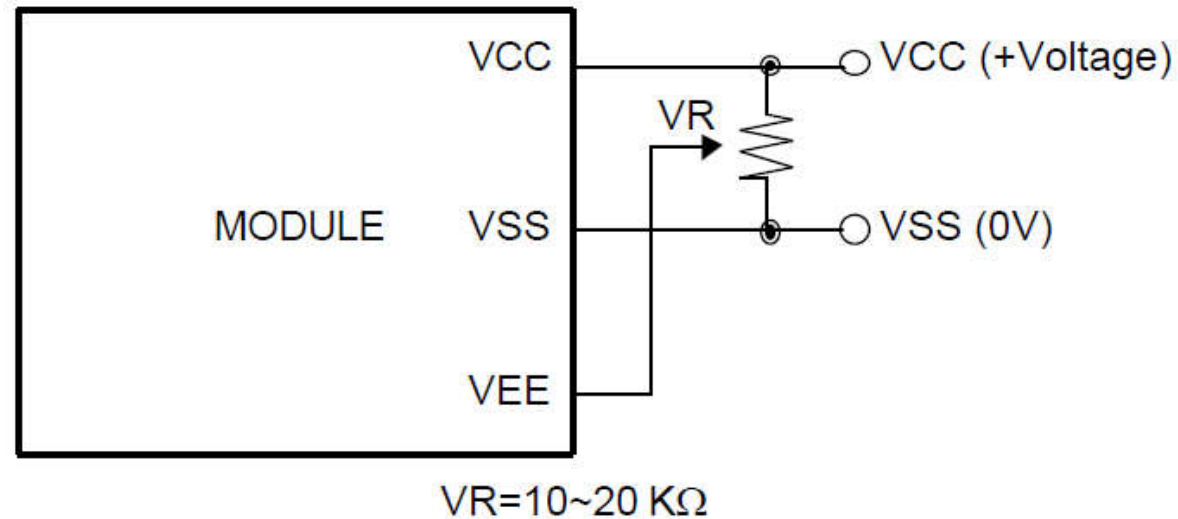 VCC
VCC (+Voltage)
VR
MODULE
VSS
VSS (0V)
VEE
VR=10~20 KΩ